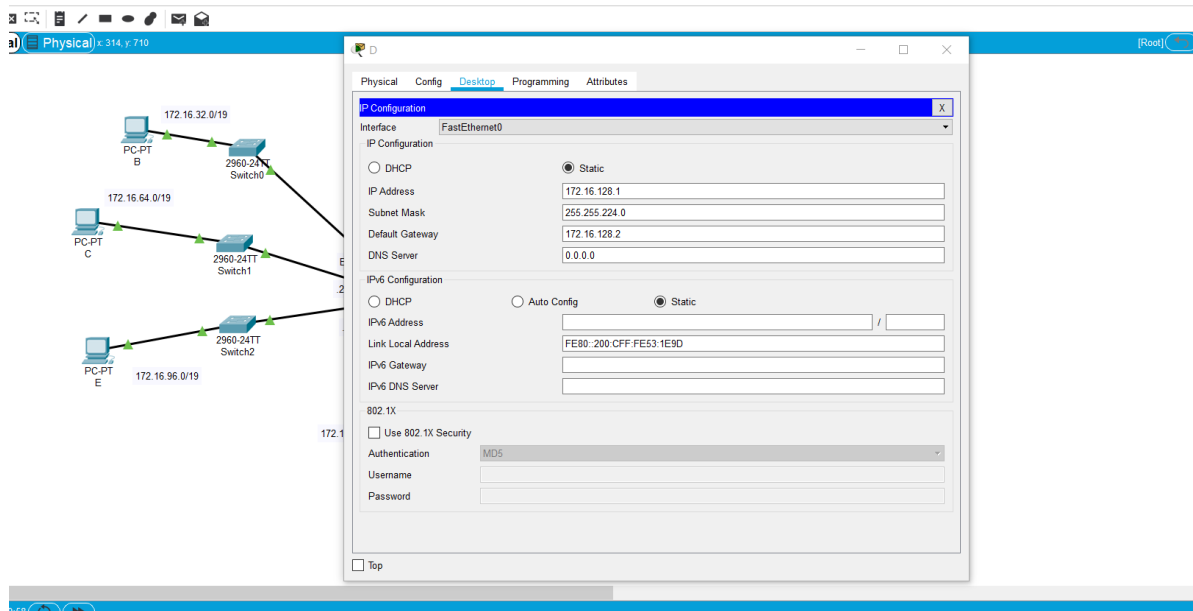 Physical x: 314, y: 710
[Root]
D
Physical Config Desktop Programming Attributes
IP Configuration X
Interface FastEthernet0
IP Configuration
DHCP Static
IP Address 172.16.128.1
Subnet Mask 255.255.224.0
Default Gateway 172.16.128.2
DNS Server 0.0.0.0
IPv6 Configuration
DHCP Auto Config Static
IPv6 Address /
Link Local Address FE80::200:CFF:FE53:1E9D
IPv6 Gateway
IPv6 DNS Server
802.1X
Use 802.1X Security
Authentication MD5
Username
Password
Top
172.16.32.0/19
PC-PT
B
2960-24TT
Switch0
172.16.64.0/19
PC-PT
C
2960-24TT
Switch1
.2
2960-24TT
Switch2
PC-PT
E
172.16.96.0/19
172.1